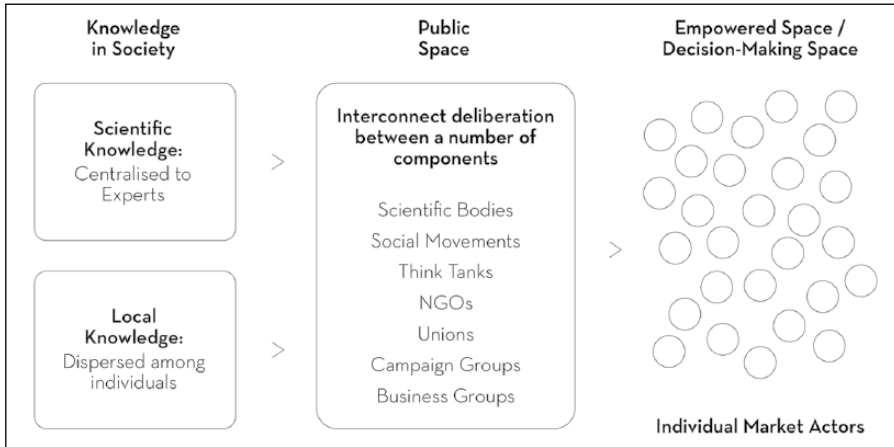 Knowledge
in Society
Public
Space
Empowered Space /
Decision-Making Space
Scientific
Knowledge:
Centralised to
Experts
>
Local
Knowledge:
Dispersed among
individuals
>
Interconnect deliberation
between a number of
components
Scientific Bodies
Social Movements
Think Tanks
NGOs
Unions
Campaign Groups
Business Groups
>
Individual Market Actors